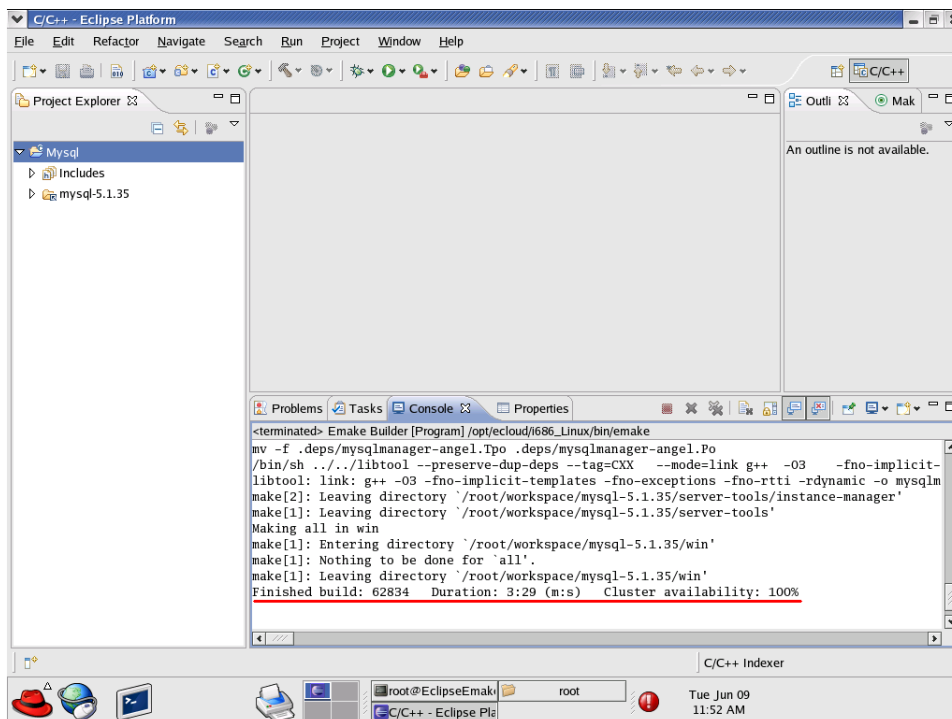 C/C++ - Eclipse Platform
File Edit Refactor Navigate Search Run Project Window Help
C/C++
Project Explorer
Outli
Mak
Mysql
Includes
mysql-5.1.35
An outline is not available.
Problems Tasks Console Properties
<terminated> Emake Builder [Program] /opt/ecloud/i686_Linux/bin/emake
mv -f .deps/mysqlmanager-angel.Tpo .deps/mysqlmanager-angel.Po
/bin/sh ../../libtool --preserve-dup-deps --tag=CXX --mode=link g++ -O3 -fno-implicit-
libtool: link: g++ -O3 -fno-implicit-templates -fno-exceptions -fno-rtti -rdynamic -o mysqlm
make[2]: Leaving directory `/root/workspace/mysql-5.1.35/server-tools/instance-manager'
make[1]: Leaving directory `/root/workspace/mysql-5.1.35/server-tools'
Making all in win
make[1]: Entering directory `/root/workspace/mysql-5.1.35/win'
make[1]: Nothing to be done for `all'.
make[1]: Leaving directory `/root/workspace/mysql-5.1.35/win'
Finished build: 62834 Duration: 3:29 (m:s) Cluster availability: 100%
C/C++ Indexer
root@EclipseEmak
root
C/C++ - Eclipse Pla
Tue Jun 09
11:52 AM